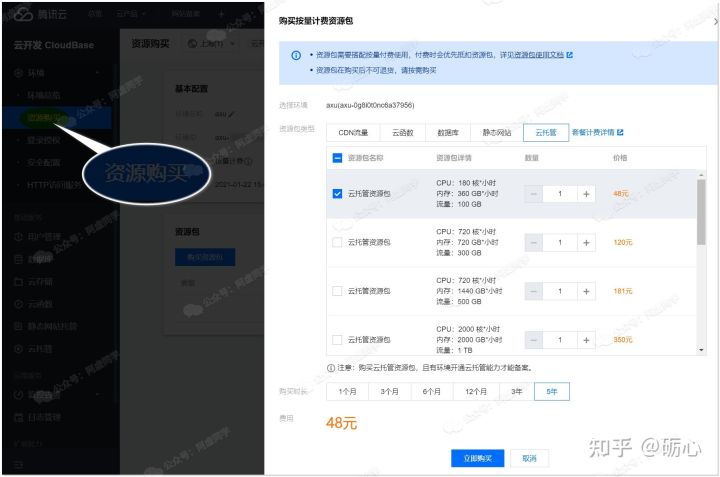 腾讯云
总览
云产品
网站备案
云开发 CloudBase
资源购买
上海(1)
环境
环境总览
资源购买
登录授权
安全配置
HTTP访问服务
基础服务
用户管理
数据库
云存储
云函数
静态网站托管
云托管
日志管理
扩展能力
基本配置
环境名称 axu
资源购买
2021-01-22 15:4
资源包
购买资源包
购买按量计费资源包
资源包需要搭配按量付费使用，付费时会优先抵扣资源包，详见资源包使用文档
资源包在购买后不可退货，请按需购买
选择环境 axu(axu-0g8i0t0nc6a37956)
资源包类型 CDN流量 云函数 数据库 静态网站 云托管 套餐计费详情
资源包名称 资源包详情 数量 价格
云托管资源包
CPU：180 核*小时
内存：360 GB*小时
流量：100 GB
1
48元
云托管资源包
CPU：720 核*小时
内存：720 GB*小时
流量：300 GB
1
120元
云托管资源包
CPU：720 核*小时
内存：1440 GB*小时
流量：500 GB
1
181元
云托管资源包
CPU：2000 核*小时
内存：2000 GB*小时
流量：1 TB
1
350元
注意：购买云托管资源包，且有环境开通云托管能力才能备案。
购买时长 1个月 3个月 6个月 12个月 3年 5年
费用 48元
立即购买 取消
知乎 @砺心
公众号：阿虚同学